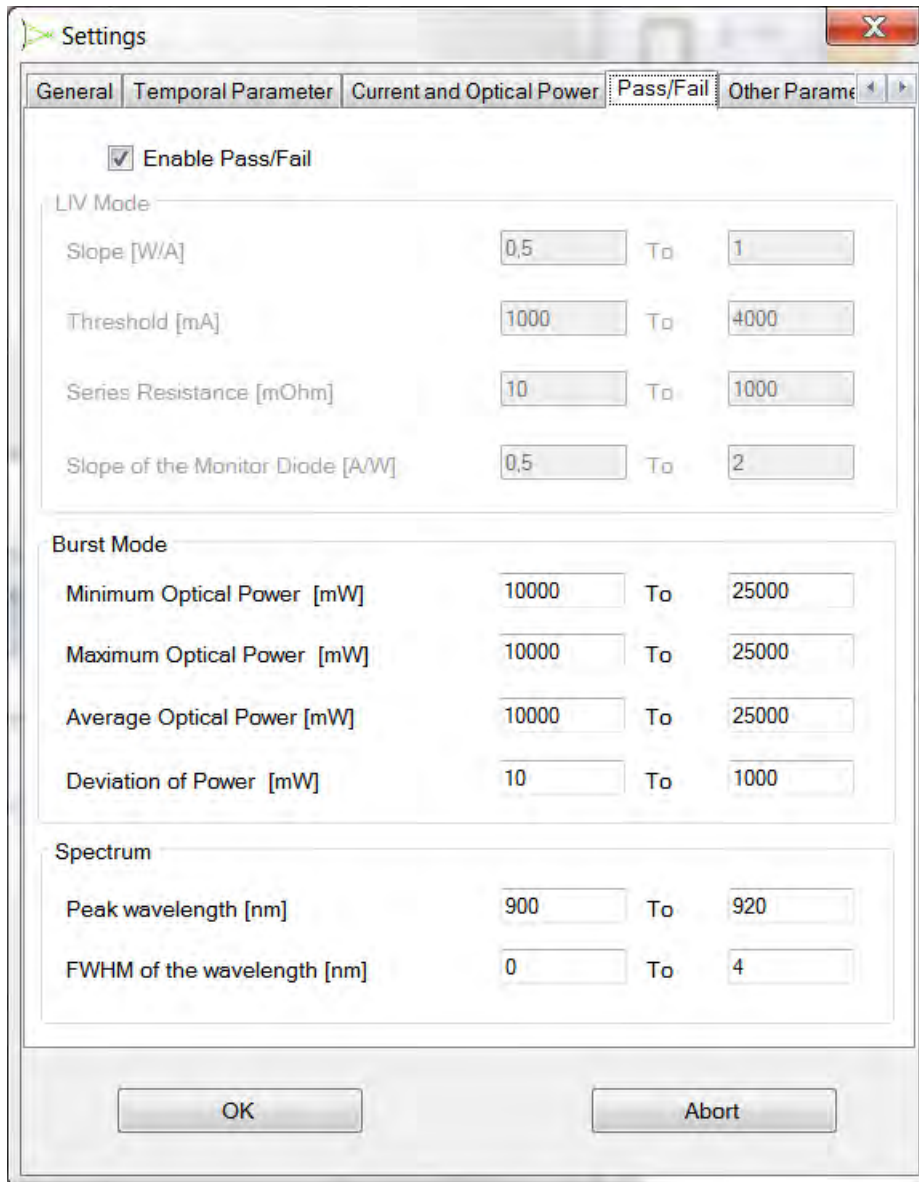 Settings
X
General Temporal Parameter Current and Optical Power Pass/Fail Other Parame
Enable Pass/Fail
LIV Mode
Slope [W/A] 0,5 To 1
Threshold [mA] 1000 To 4000
Series Resistance [mOhm] 10 To 1000
Slope of the Monitor Diode [A/W] 0,5 To 2
Burst Mode
Minimum Optical Power [mW] 10000 To 25000
Maximum Optical Power [mW] 10000 To 25000
Average Optical Power [mW] 10000 To 25000
Deviation of Power [mW] 10 To 1000
Spectrum
Peak wavelength [nm] 900 To 920
FWHM of the wavelength [nm] 0 To 4
OK Abort